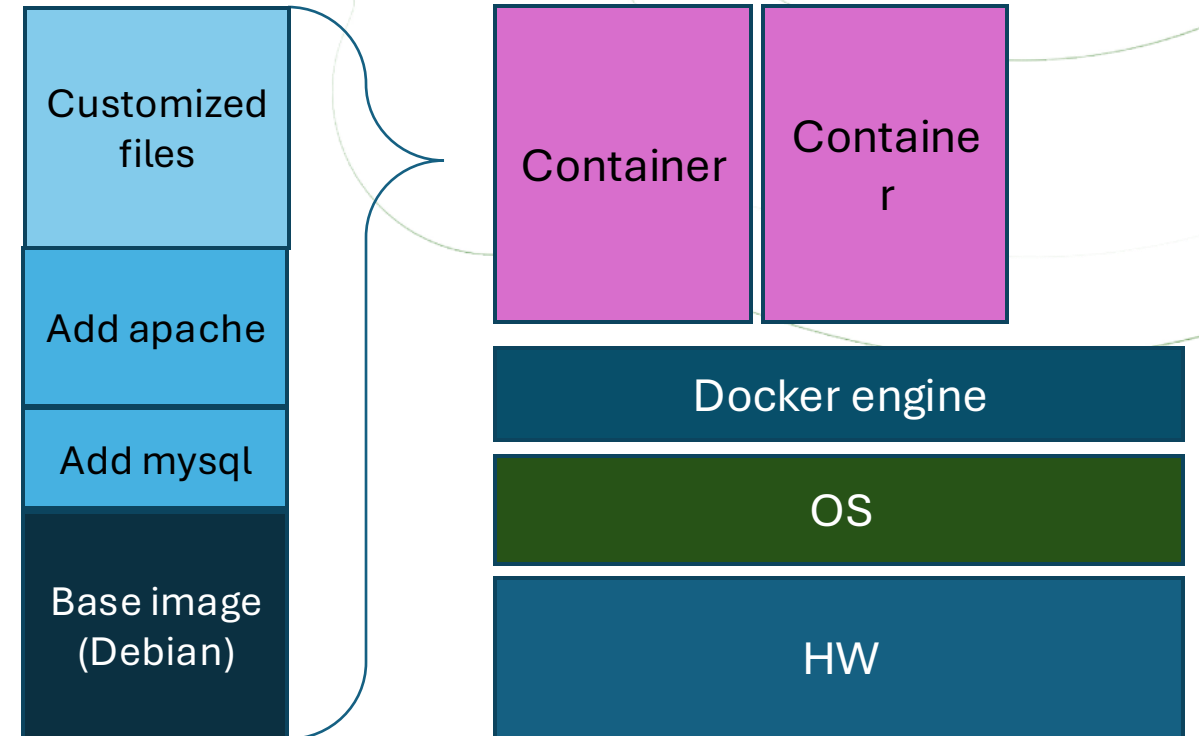 Customized
files
Add apache
Add mysql
Base image
(Debian)
Container
Containe
r
Docker engine
OS
HW